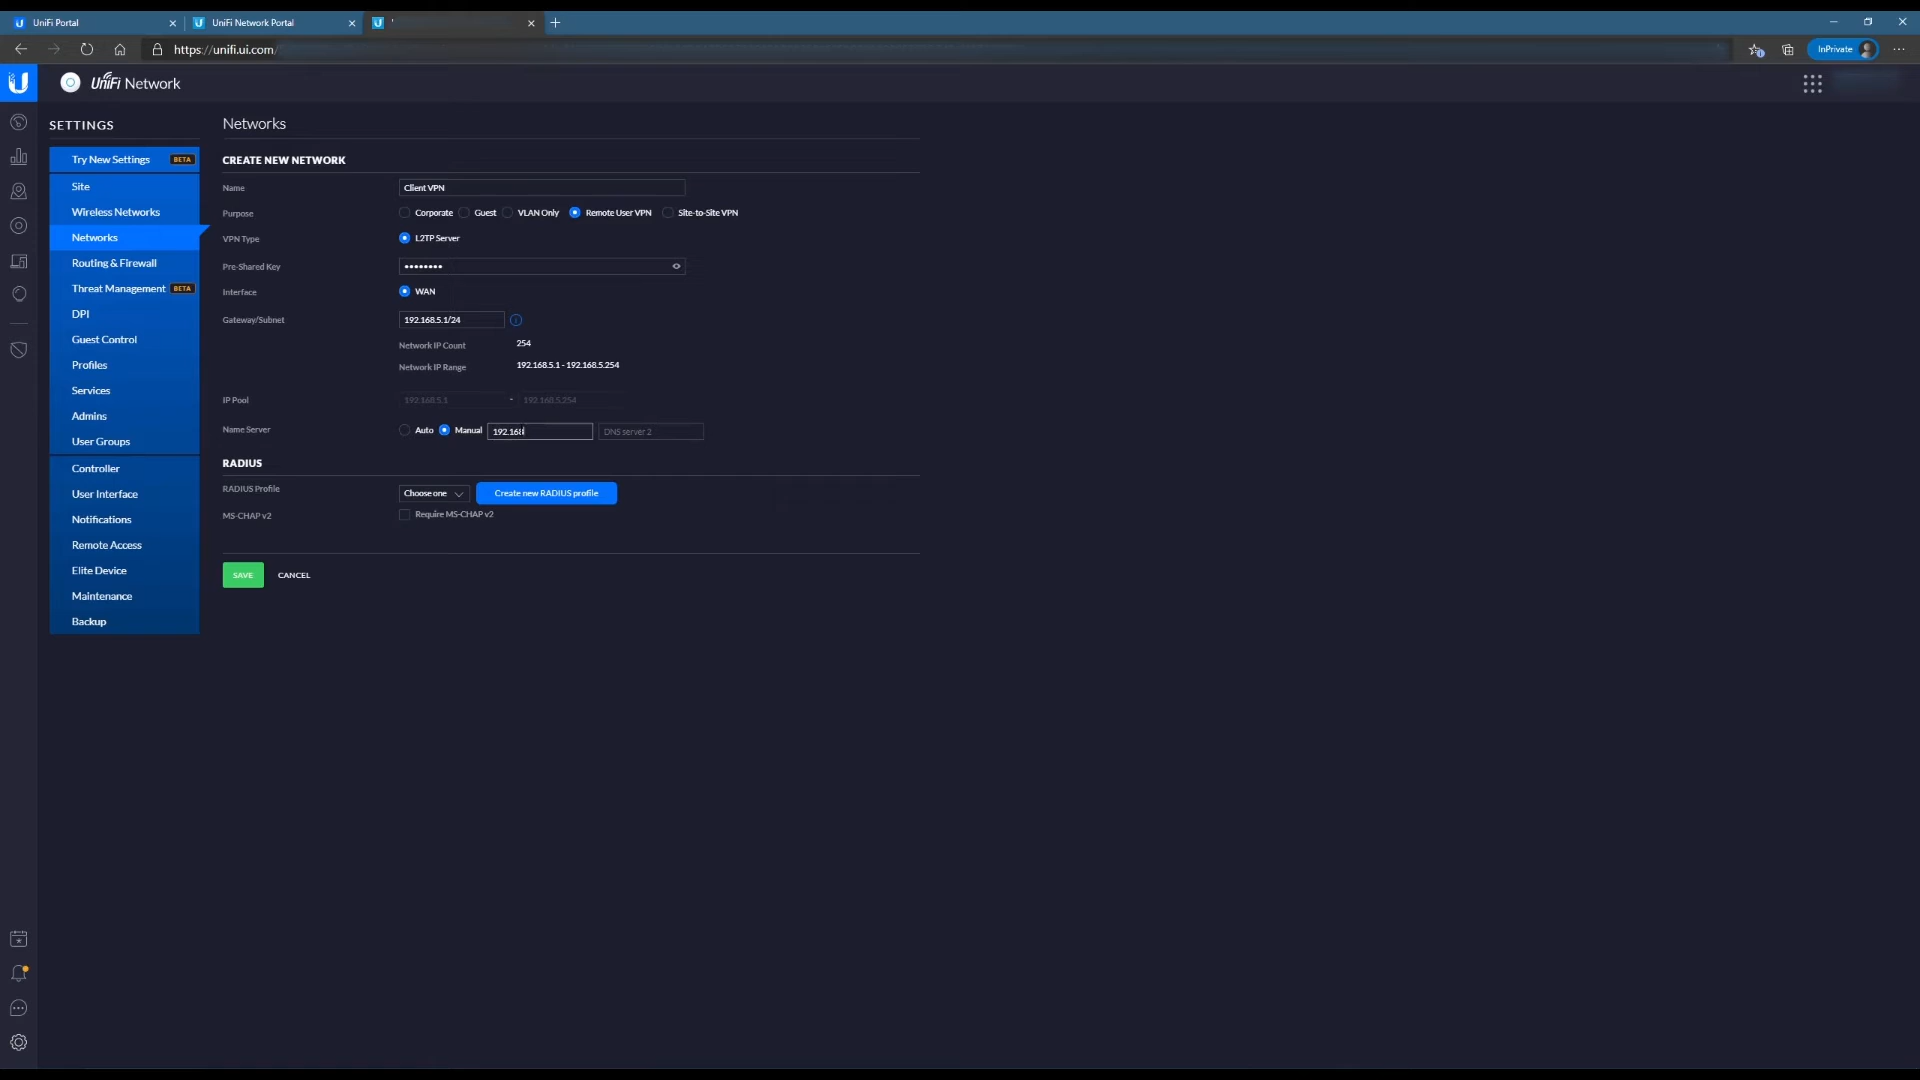 UniFi Portal
UniFi Network Portal
https://unifi.ui.com/
InPrivate
UniFi Network
SETTINGS
Try New Settings BETA
Site
Wireless Networks
Networks
Routing & Firewall
Threat Management BETA
DPI
Guest Control
Profiles
Services
Admins
User Groups
Controller
User Interface
Notifications
Remote Access
Elite Device
Maintenance
Backup
Networks
CREATE NEW NETWORK
Name Client VPN
Purpose Corporate Guest VLAN Only Remote User VPN Site-to-Site VPN
VPN Type L2TP Server
Pre-Shared Key ••••••••
Interface WAN
Gateway/Subnet 192.168.5.1/24
Network IP Count 254
Network IP Range 192.168.5.1 - 192.168.5.254
IP Pool 192.168.5.1 - 192.168.5.254
Name Server Auto Manual 192.168 DNS server 2
RADIUS
RADIUS Profile Choose one Create new RADIUS profile
MS-CHAP v2 Require MS-CHAP v2
SAVE CANCEL